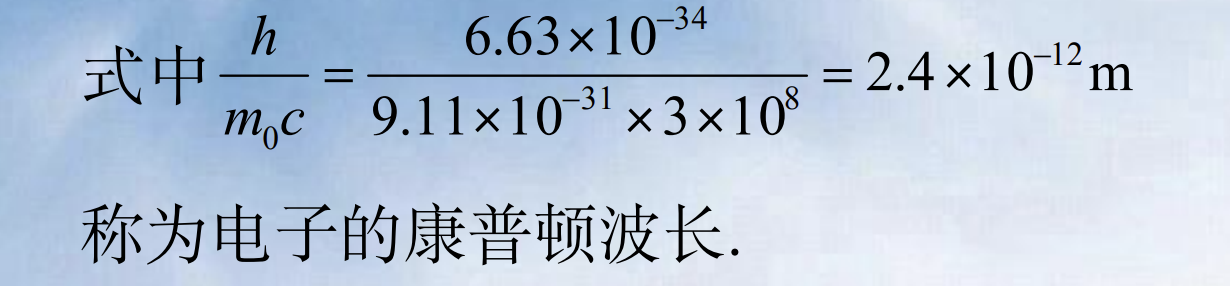 式中 h/m₀c = 6.63×10⁻³⁴/9.11×10⁻³¹×3×10⁸ = 2.4×10⁻¹²m
称为电子的康普顿波长.